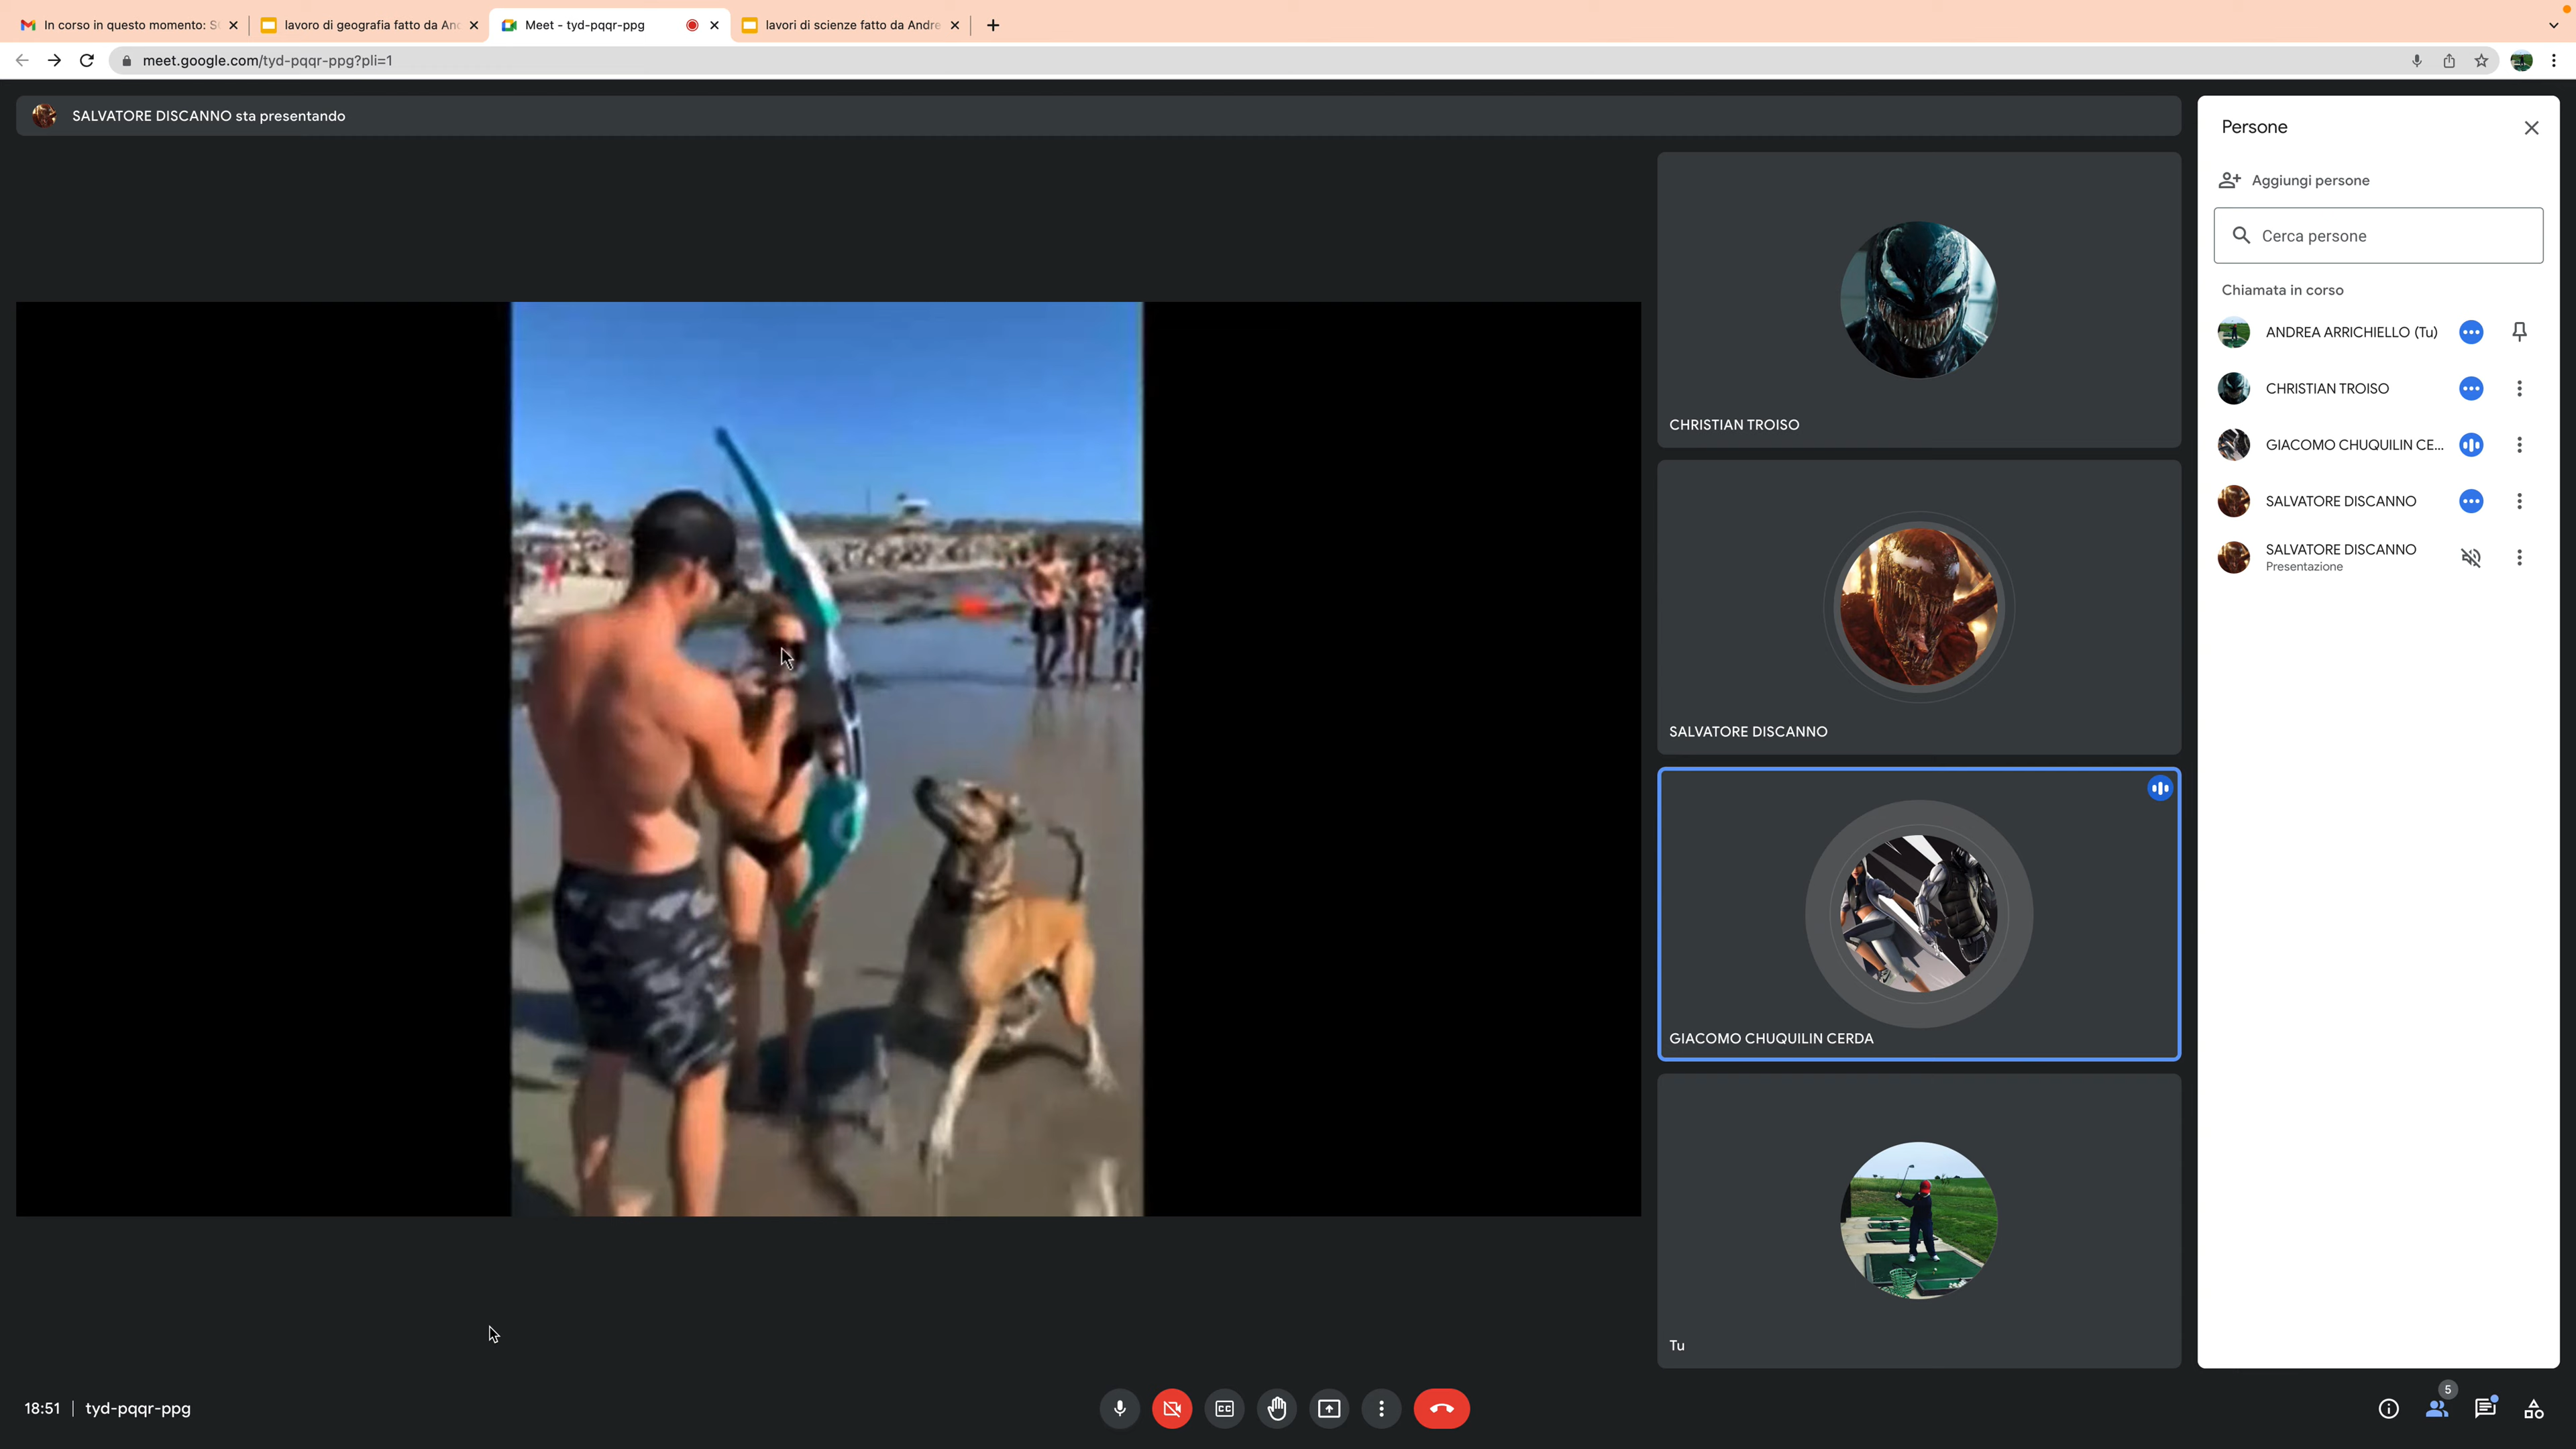 In corso in questo momento: S
lavoro di geografia fatto da And
Meet - tyd-pqqr-ppg
lavori di scienze fatto da Andre
meet.google.com/tyd-pqqr-ppg?pli=1
SALVATORE DISCANNO sta presentando
CHRISTIAN TROISO
SALVATORE DISCANNO
GIACOMO CHUQUILIN CERDA
Tu
Persone
Aggiungi persone
Cerca persone
Chiamata in corso
ANDREA ARRICHIELLO (Tu)
CHRISTIAN TROISO
GIACOMO CHUQUILIN CE...
SALVATORE DISCANNO
SALVATORE DISCANNO
Presentazione
18:51 | tyd-pqqr-ppg
CC
5